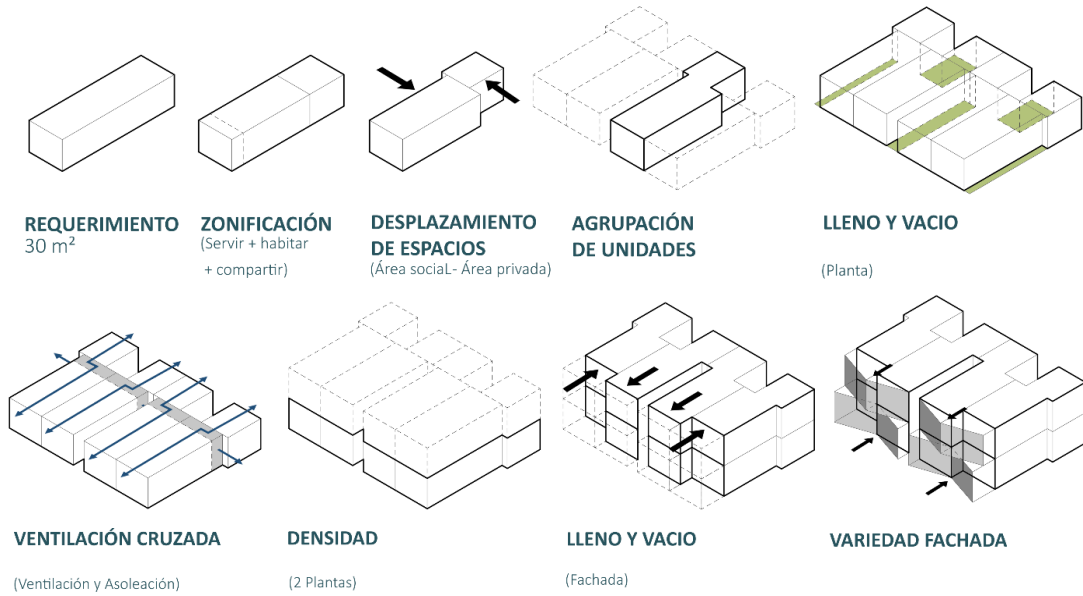 REQUERIMIENTO
30 m²
ZONIFICACIÓN
(Servir + habitar
+ compartir)
DESPLAZAMIENTO
DE ESPACIOS
(Área sociaL- Área privada)
AGRUPACIÓN
DE UNIDADES
LLENO Y VACIO
(Planta)
VENTILACIÓN CRUZADA
(Ventilación y Asoleación)
DENSIDAD
(2 Plantas)
LLENO Y VACIO
(Fachada)
VARIEDAD FACHADA